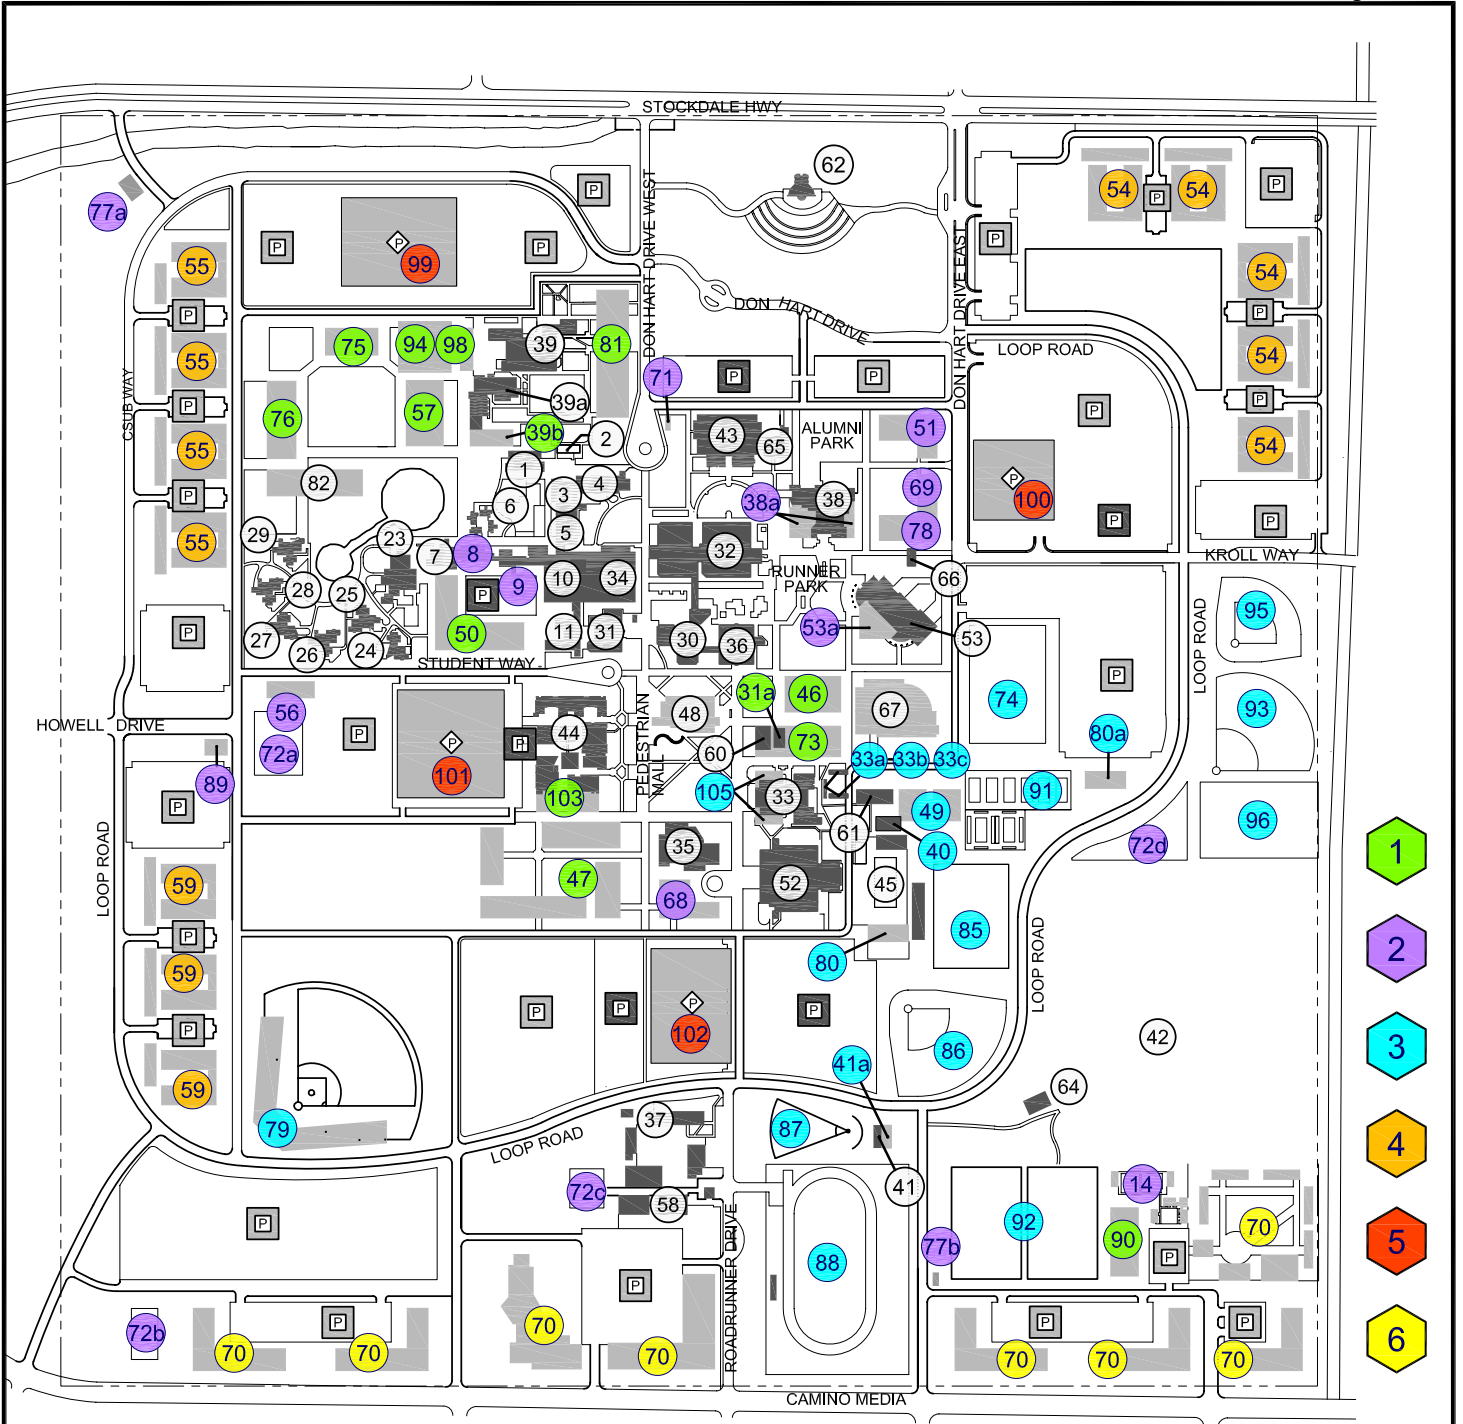 STOCKDALE HWY
62
P
54
54
P
P
77a
DON HART DRIVE WEST
DON HART DRIVE EAST
P
P
P
P
P
99
55
54
P
P
DON HART DRIVE
LOOP ROAD
75
94
98
39
81
55
54
CSUB WAY
71
P
P
P
P
P
39a
76
57
39b
2
43
65
ALUMNI
PARK
51
54
55
1
82
4
3
6
38a
38
69
100
P
P
P
P
29
23
5
78
55
7
8
32
KROLL WAY
RUNNER
PARK
66
10
34
9
P
28
25
95
LOOP ROAD
P
27
26
24
50
11
31
30
36
53a
53
STUDENT WAY
P
74
31a
46
56
PEDESTRIAN
MALL
48
67
93
HOWELL DRIVE
72a
P
P
P
44
60
73
80a
33a
33b
33c
89
101
103
105
33
91
P
61
49
96
LOOP ROAD
35
40
72d
1
59
47
52
45
68
85
P
80
2
59
LOOP ROAD
P
P
P
P
P
102
42
3
86
59
41a
64
79
37
87
LOOP ROAD
4
72c
58
41
14
P
ROADRUNNER DRIVE
92
70
77b
90
P
5
88
P
72b
P
70
P
P
6
70
70
70
70
70
70
CAMINO MEDIA